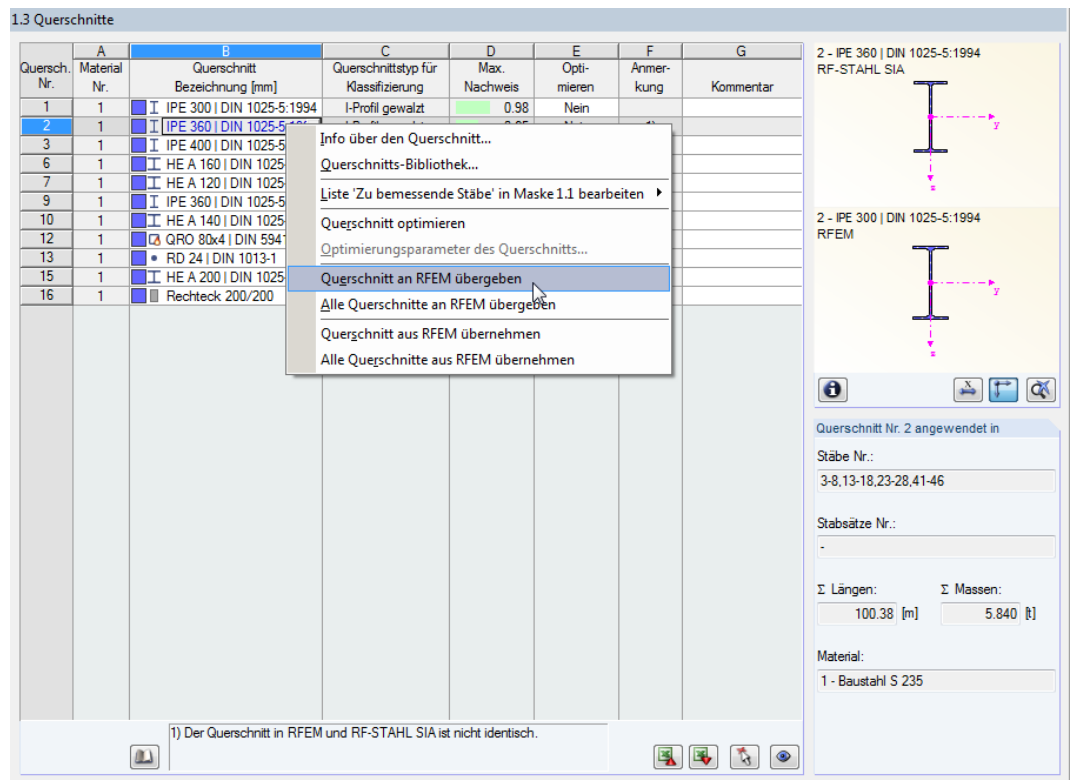 1.3 Querschnitte
A B C D E F G
Quersch. Nr. Material Nr. Querschnitt Bezeichnung [mm] Querschnittstyp für Klassifizierung Max. Nachweis Opti- mieren Anmer- kung Kommentar
1 1 IPE 300 | DIN 1025-5:1994 I-Profil gewalzt 0.98 Nein
2 1 IPE 360 | DIN 1025-5
3 1 IPE 400 | DIN 1025-5
6 1 HE A 160 | DIN 1025-
7 1 HE A 120 | DIN 1025-
9 1 IPE 360 | DIN 1025-5
10 1 HE A 140 | DIN 1025-
12 1 QRO 80x4 | DIN 594
13 1 RD 24 | DIN 1013-1
15 1 HE A 200 | DIN 1025-
16 1 Rechteck 200/200
Info über den Querschnitt...
Querschnitts-Bibliothek...
Liste 'Zu bemessende Stäbe' in Maske 1.1 bearbeiten
Querschnitt optimieren
Optimierungsparameter des Querschnitts...
Querschnitt an RFEM übergeben
Alle Querschnitte an RFEM übergeben
Querschnitt aus RFEM übernehmen
Alle Querschnitte aus RFEM übernehmen
1) Der Querschnitt in RFEM und RF-STAHL SIA ist nicht identisch.
2 - IPE 360 | DIN 1025-5:1994
RF-STAHL SIA
y
z
2 - IPE 300 | DIN 1025-5:1994
RFEM
y
z
Querschnitt Nr. 2 angewendet in
Stäbe Nr.:
3-8,13-18,23-28,41-46
Stabsätze Nr.:
-
Σ Längen: Σ Massen:
100.38 [m] 5.840 [t]
Material:
1 - Baustahl S 235